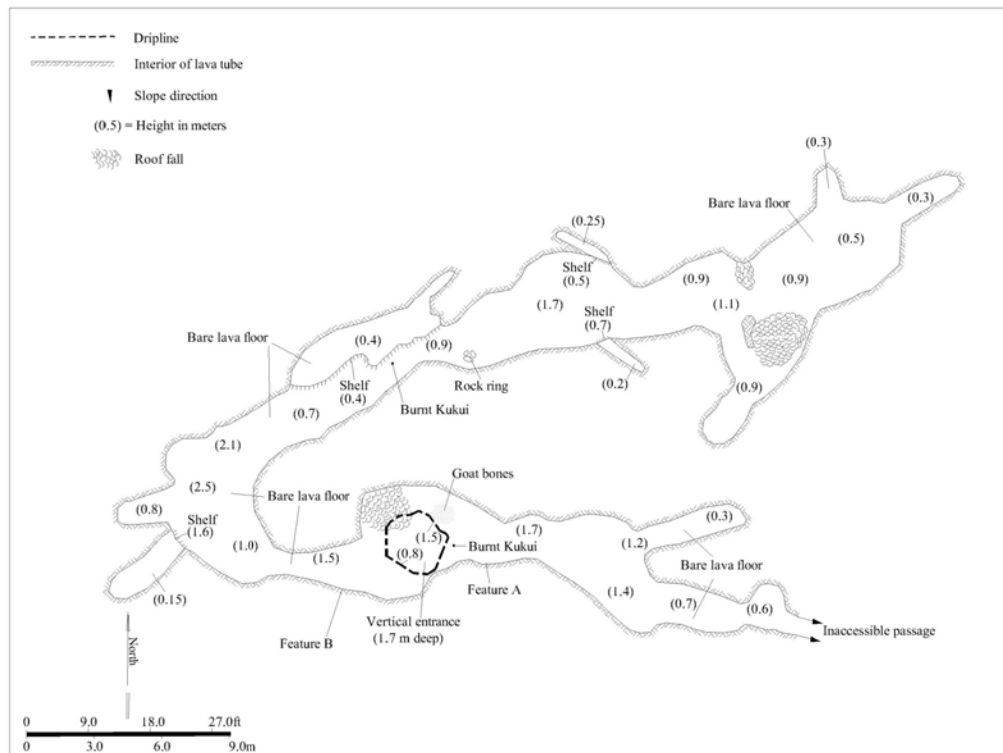 Dripline
Interior of lava tube
Slope direction
(0.5) = Height in meters
Roof fall
(0.3)
Bare lava floor
(0.3)
(0.5)
(0.25)
Shelf
(0.5)
(0.9)
(0.9)
(1.7)
(1.1)
Shelf
(0.7)
Bare lava floor
(0.4)
(0.9)
Rock ring
(0.2)
(0.9)
Shelf
(0.4)
Burnt Kukui
(0.7)
(2.1)
(2.5)
Bare lava floor
Goat bones
(0.8)
Shelf
(1.6)
(1.0)
(1.5)
(1.5)
(0.8)
Burnt Kukui
(1.7)
(1.2)
(0.3)
Bare lava floor
Feature A
(1.4)
(0.7)
(0.6)
(0.15)
Vertical entrance
(1.7 m deep)
Feature B
Inaccessible passage
North
0 9.0 18.0 27.0ft
0 3.0 6.0 9.0m